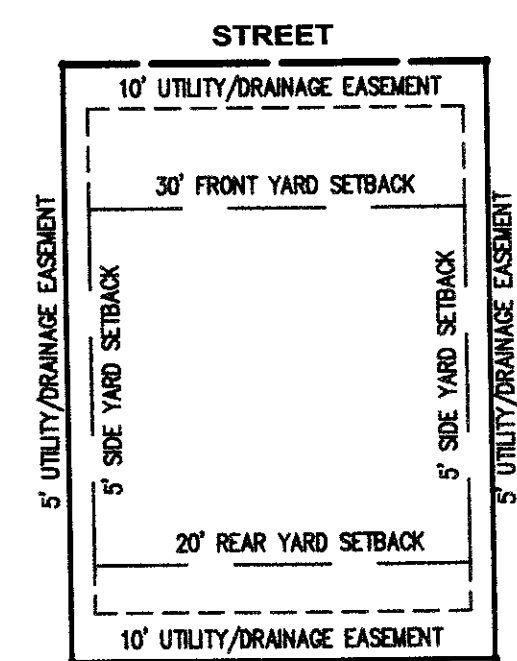 STREET
10' UTILITY/DRAINAGE EASEMENT
30' FRONT YARD SETBACK
5' UTILITY/DRAINAGE EASEMENT
5' SIDE YARD SETBACK
5' SIDE YARD SETBACK
5' UTILITY/DRAINAGE EASEMENT
20' REAR YARD SETBACK
10' UTILITY/DRAINAGE EASEMENT